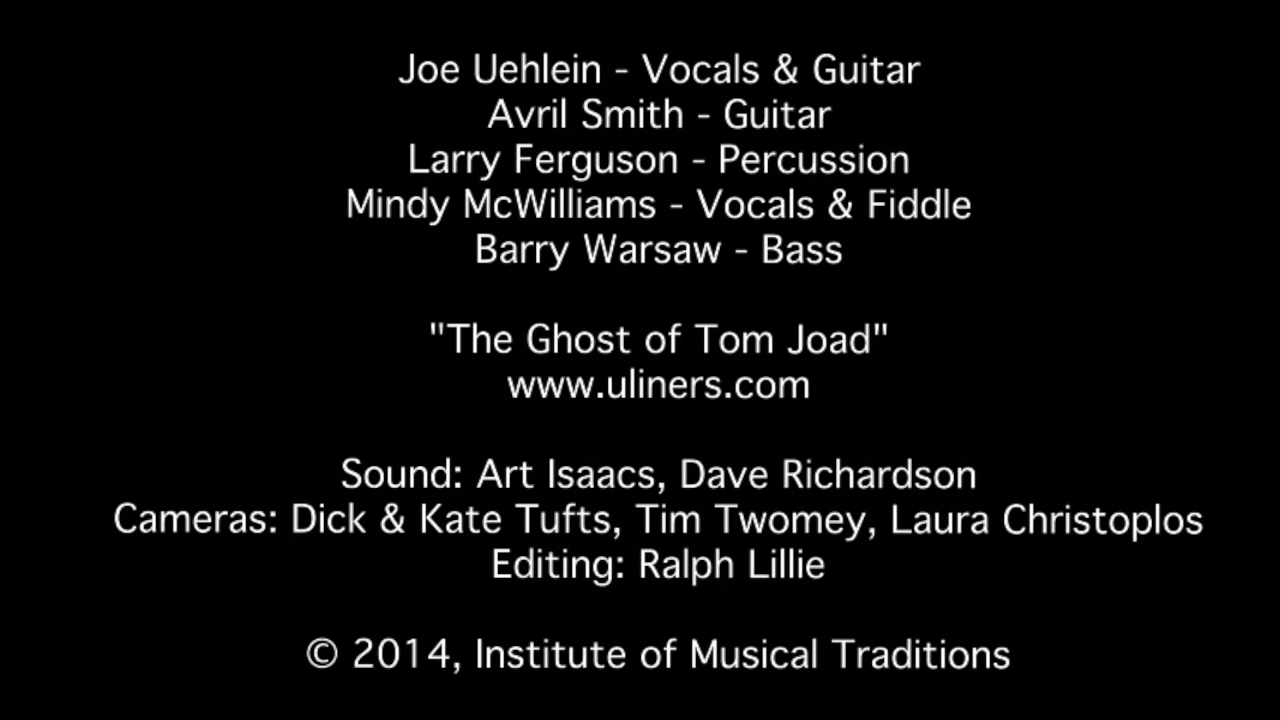 Joe Uehlein - Vocals & Guitar
Avril Smith - Guitar
Larry Ferguson - Percussion
Mindy McWilliams - Vocals & Fiddle
Barry Warsaw - Bass
"The Ghost of Tom Joad"
www.uliners.com
Sound: Art Isaacs, Dave Richardson
Cameras: Dick & Kate Tufts, Tim Twomey, Laura Christoplos
Editing: Ralph Lillie
© 2014, Institute of Musical Traditions